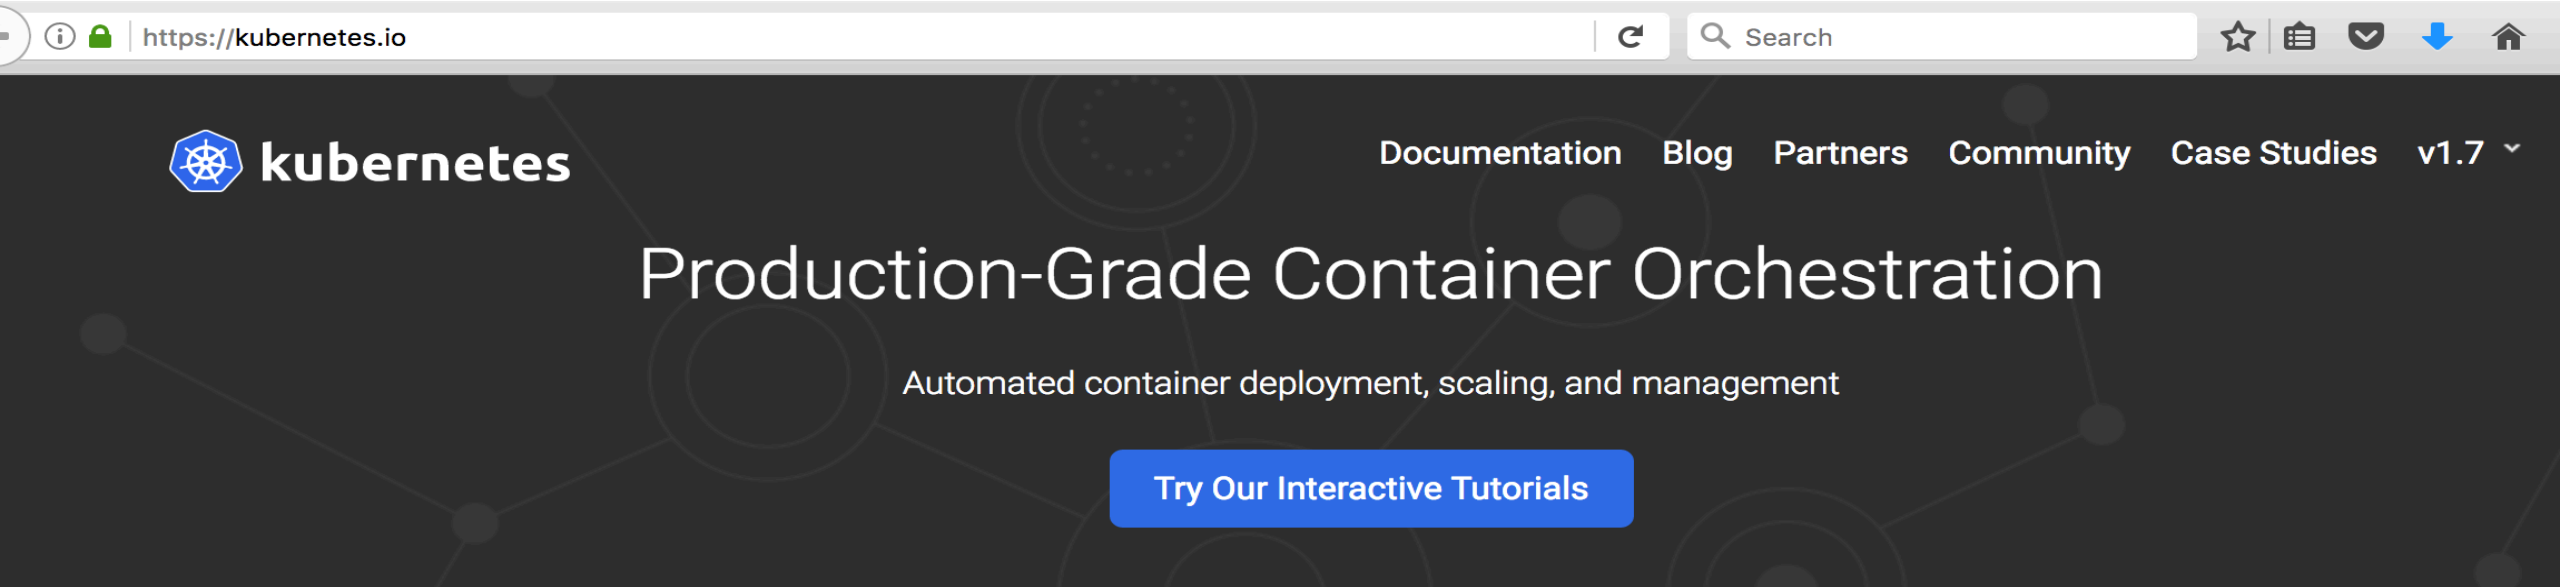 https://kubernetes.io
Search
kubernetes
Documentation Blog Partners Community Case Studies v1.7
Production-Grade Container Orchestration
Automated container deployment, scaling, and management
Try Our Interactive Tutorials